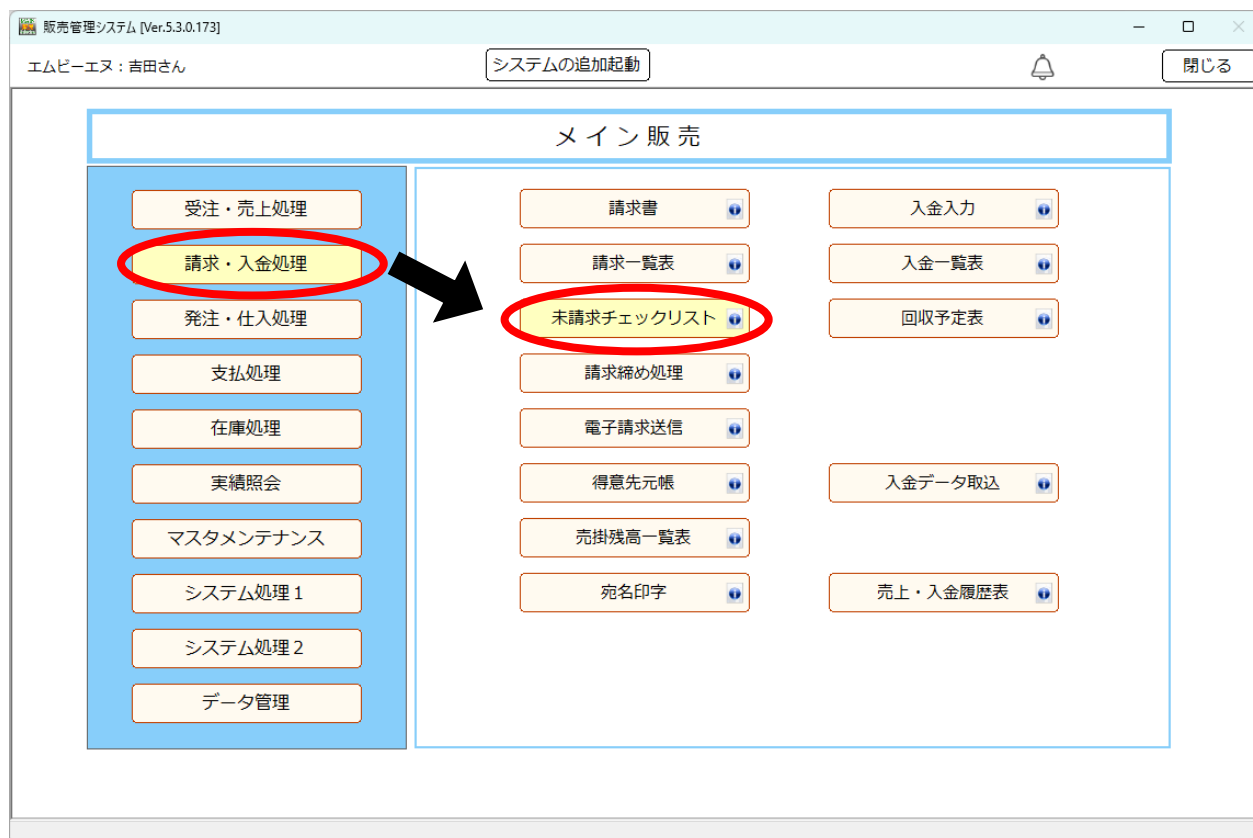 販売管理システム [Ver.5.3.0.173]
エムビーエヌ：吉田さん
システムの追加起動
閉じる
メイン販売
受注・売上処理
請求・入金処理
発注・仕入処理
支払処理
在庫処理
実績照会
マスタメンテナンス
システム処理１
システム処理２
データ管理
請求書
入金入力
請求一覧表
入金一覧表
未請求チェックリスト
回収予定表
請求締め処理
電子請求送信
得意先元帳
入金データ取込
売掛残高一覧表
宛名印字
売上・入金履歴表